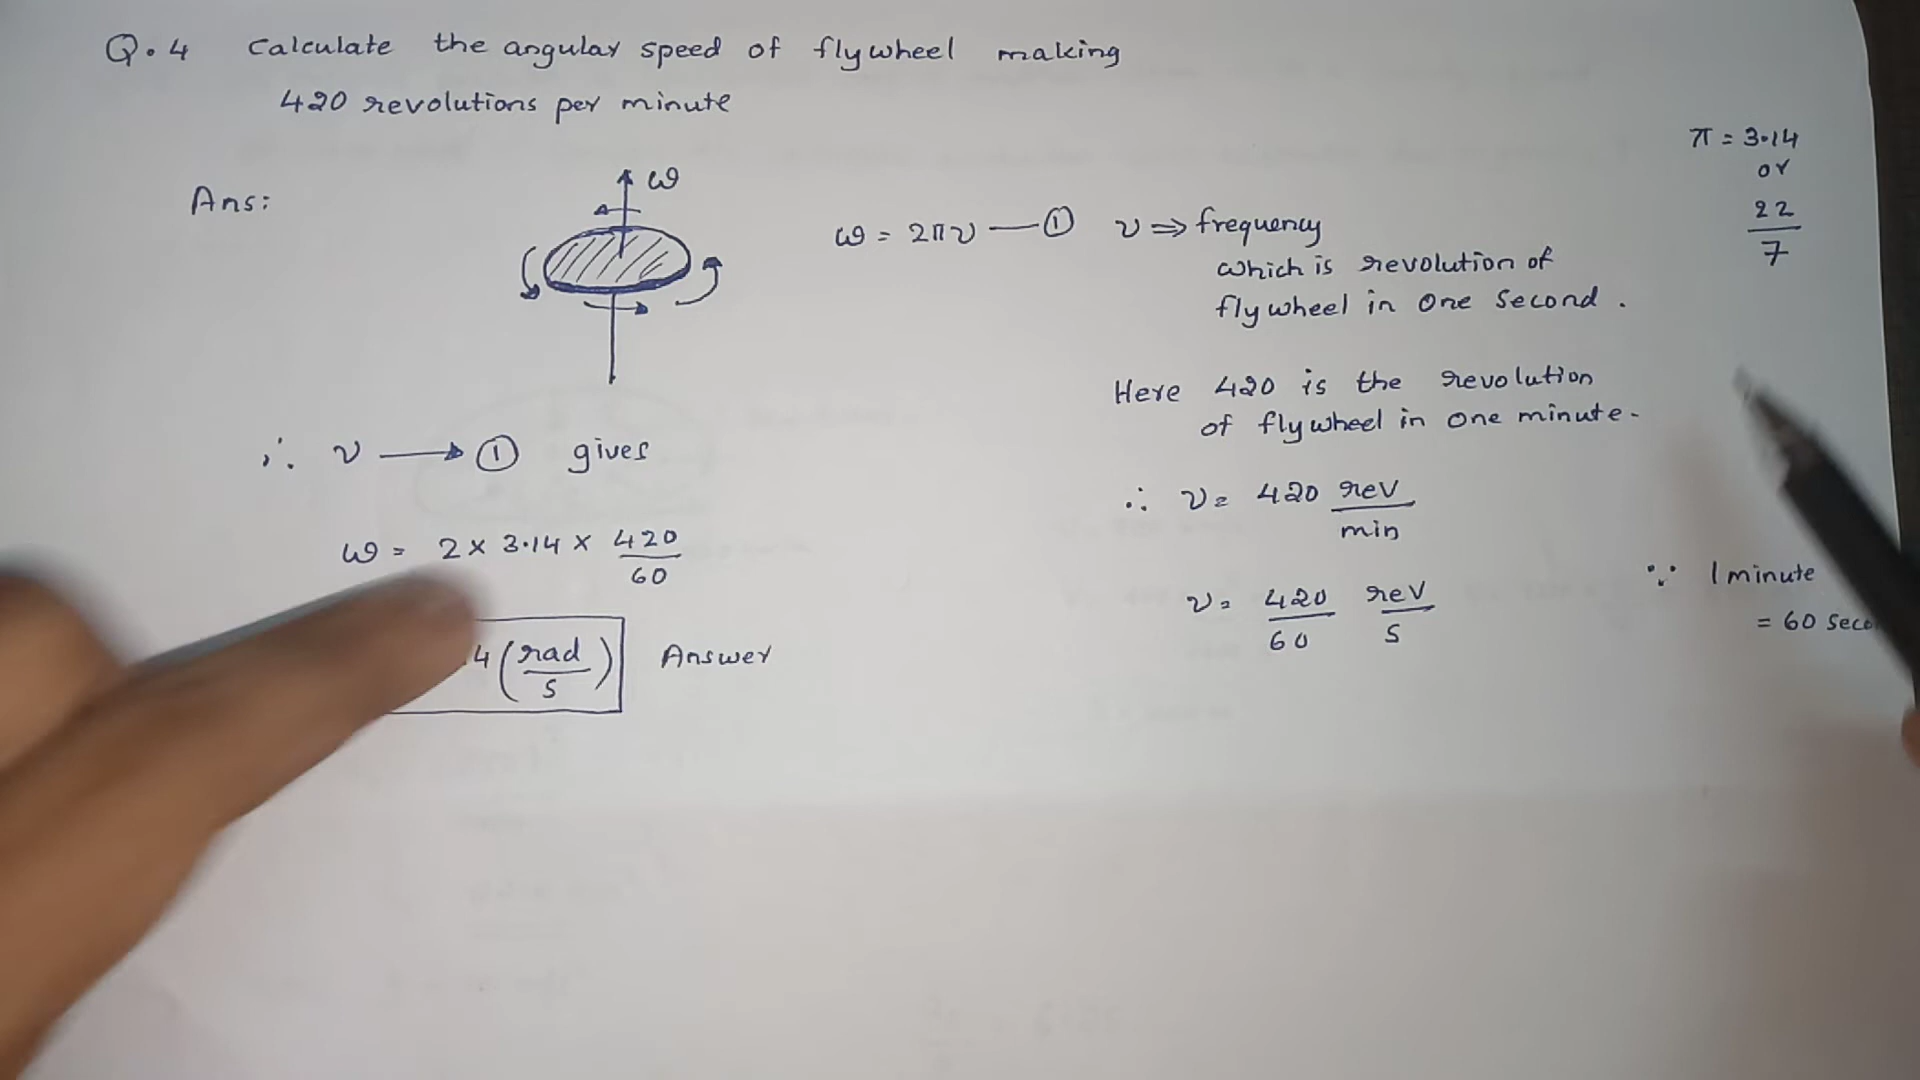 Q.4 Calculate the angular speed of flywheel making
420 revolutions per minute
π = 3.14
or
22
7
Ans:
ω
ω = 2πν — ① ν ⇒ frequency
which is revolution of
flywheel in one second.
Here 420 is the revolution
of flywheel in one minute.
∴ ν → ① gives
∴ ν = 420 rev
min
ω = 2 × 3.14 × 420
60
ν = 420 rev
60 s
∵ 1 minute
= 60
4 (rad
s) Answer